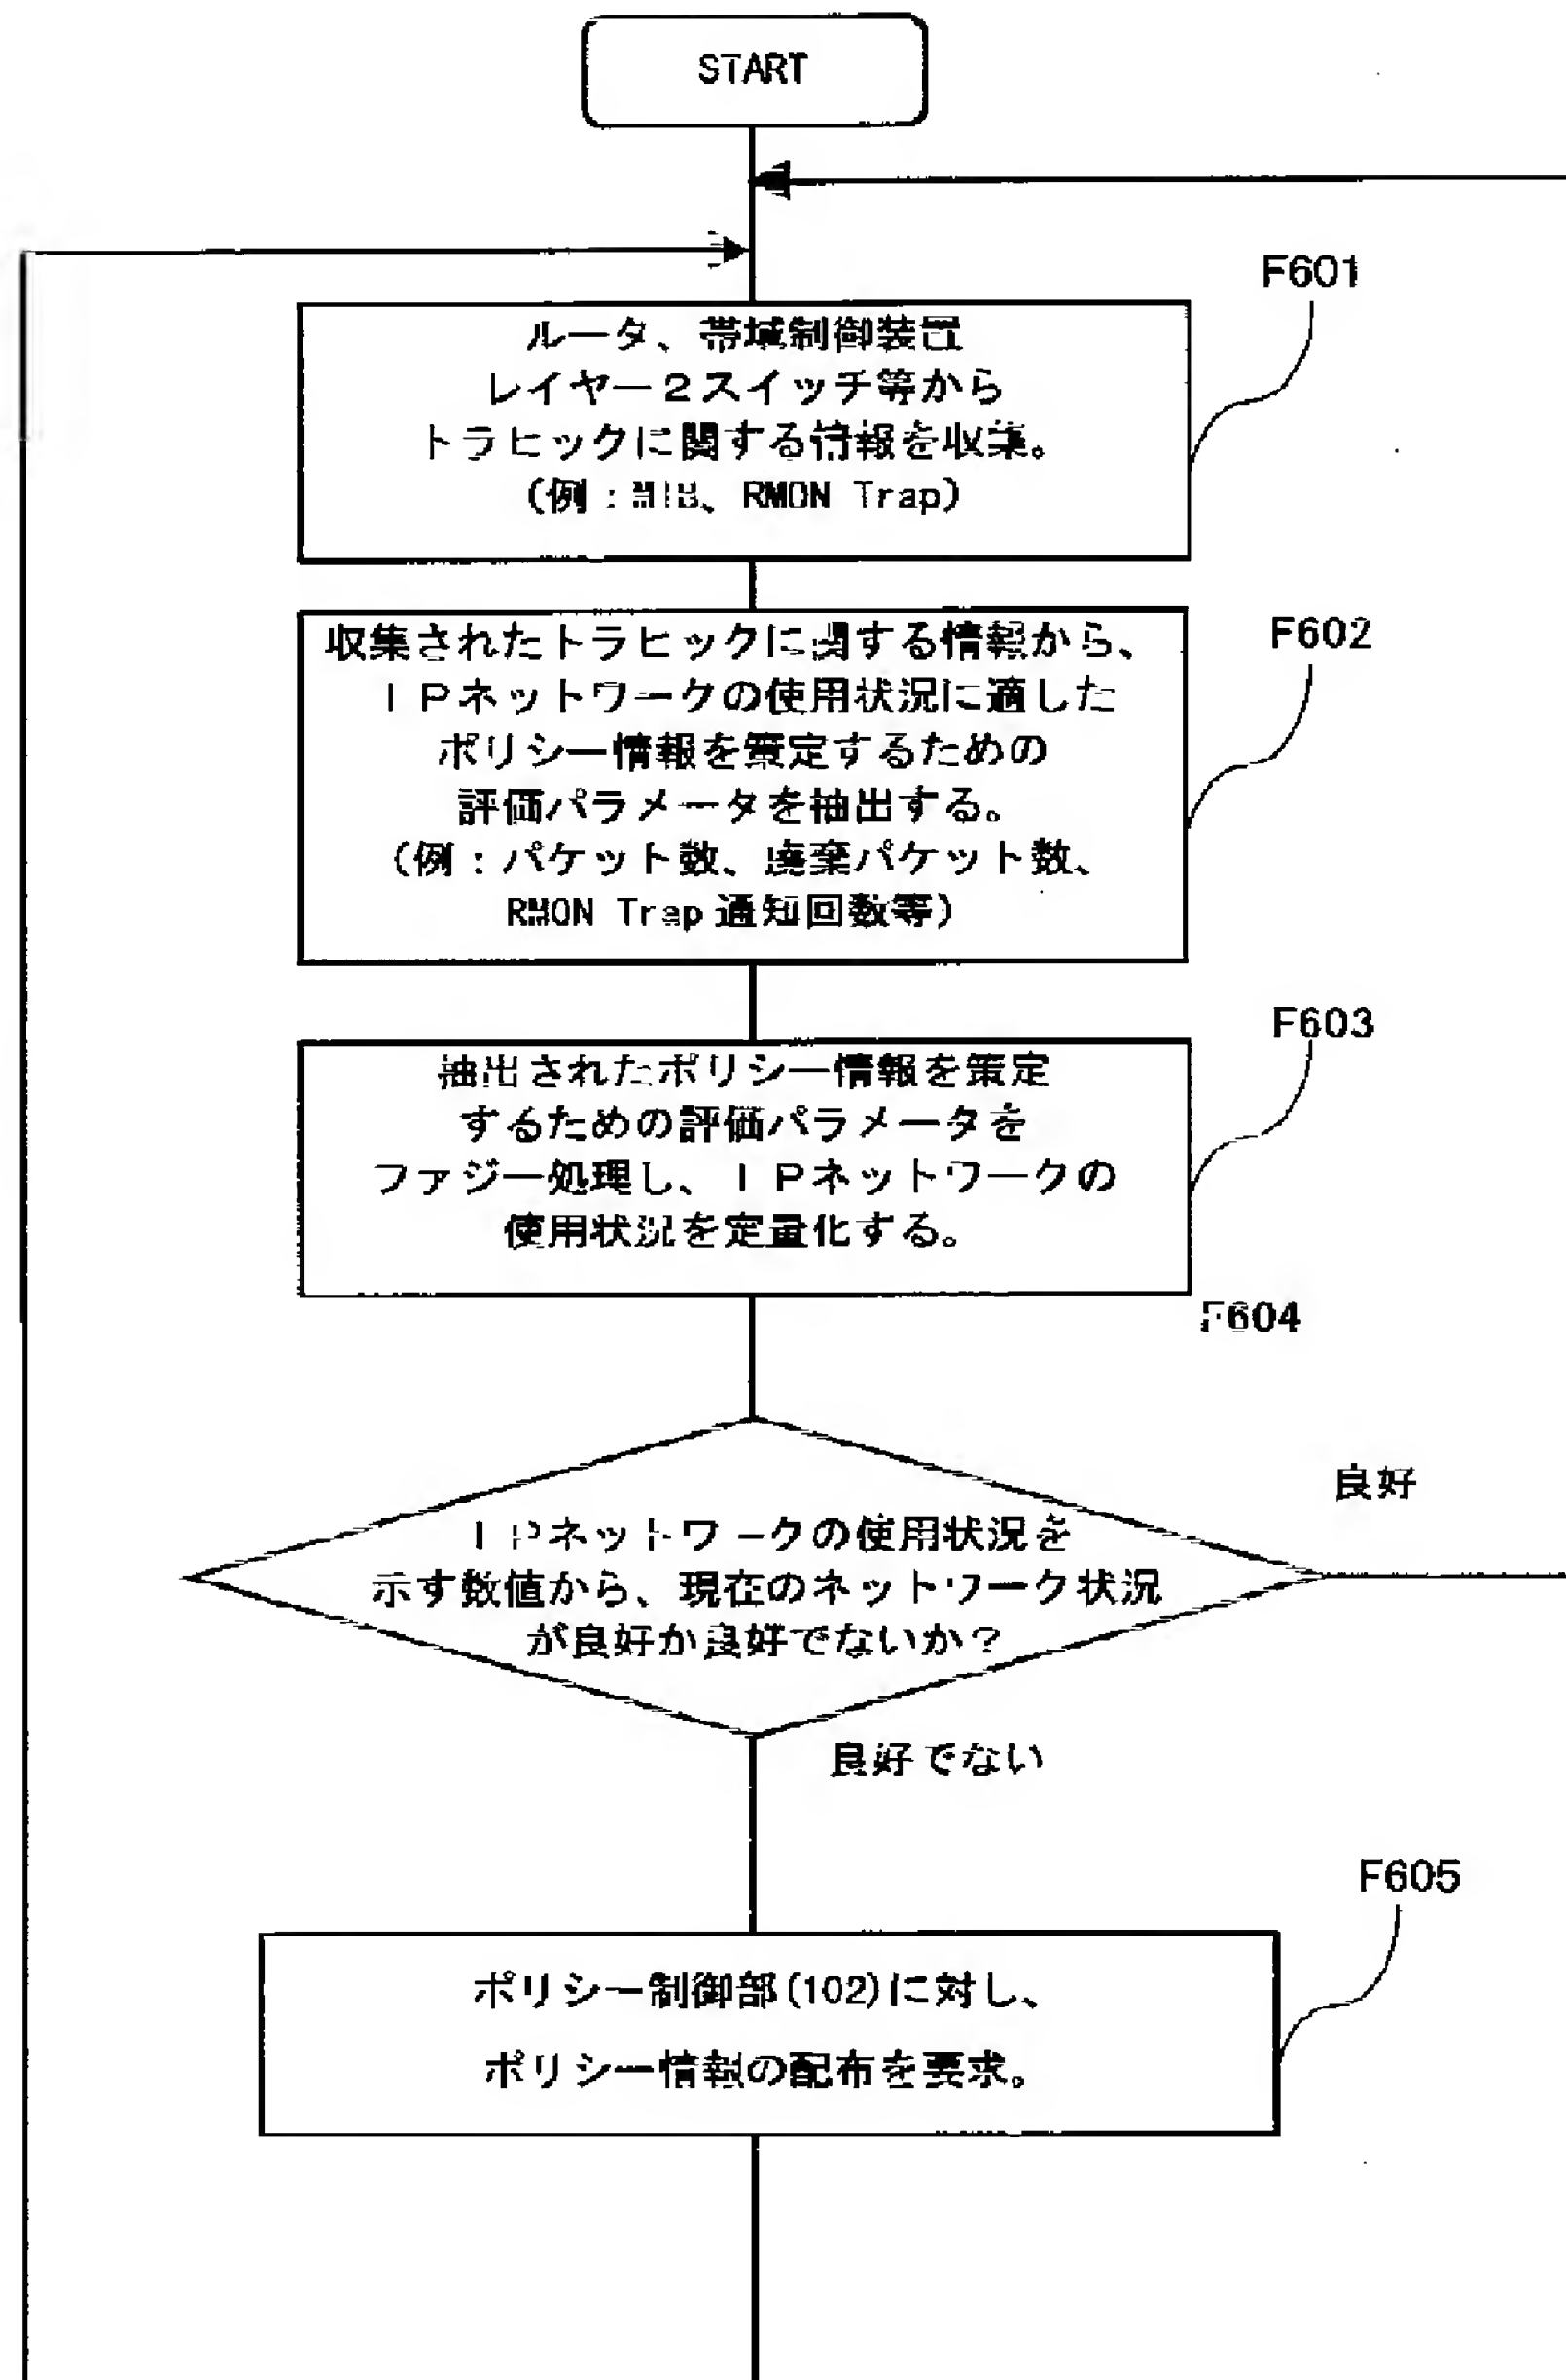 START
F601
ルータ、帯域制御装置
レイヤー２スイッチ等から
トラヒックに関する情報を収集。
(例：MIB、RMON Trap)
F602
収集されたトラヒックに関する情報から、
ＩＰネットワークの使用状況に適した
ポリシー情報を策定するための
評価パラメータを抽出する。
(例：パケット数、廃棄パケット数、
RMON Trap通知回数等)
F603
抽出されたポリシー情報を策定
するための評価パラメータを
ファジー処理し、ＩＰネットワークの
使用状況を定量化する。
F604
良好
ＩＰネットワークの使用状況を
示す数値から、現在のネットワーク状況
が良好か良好でないか？
良好でない
F605
ポリシー制御部(102)に対し、
ポリシー情報の配布を要求。